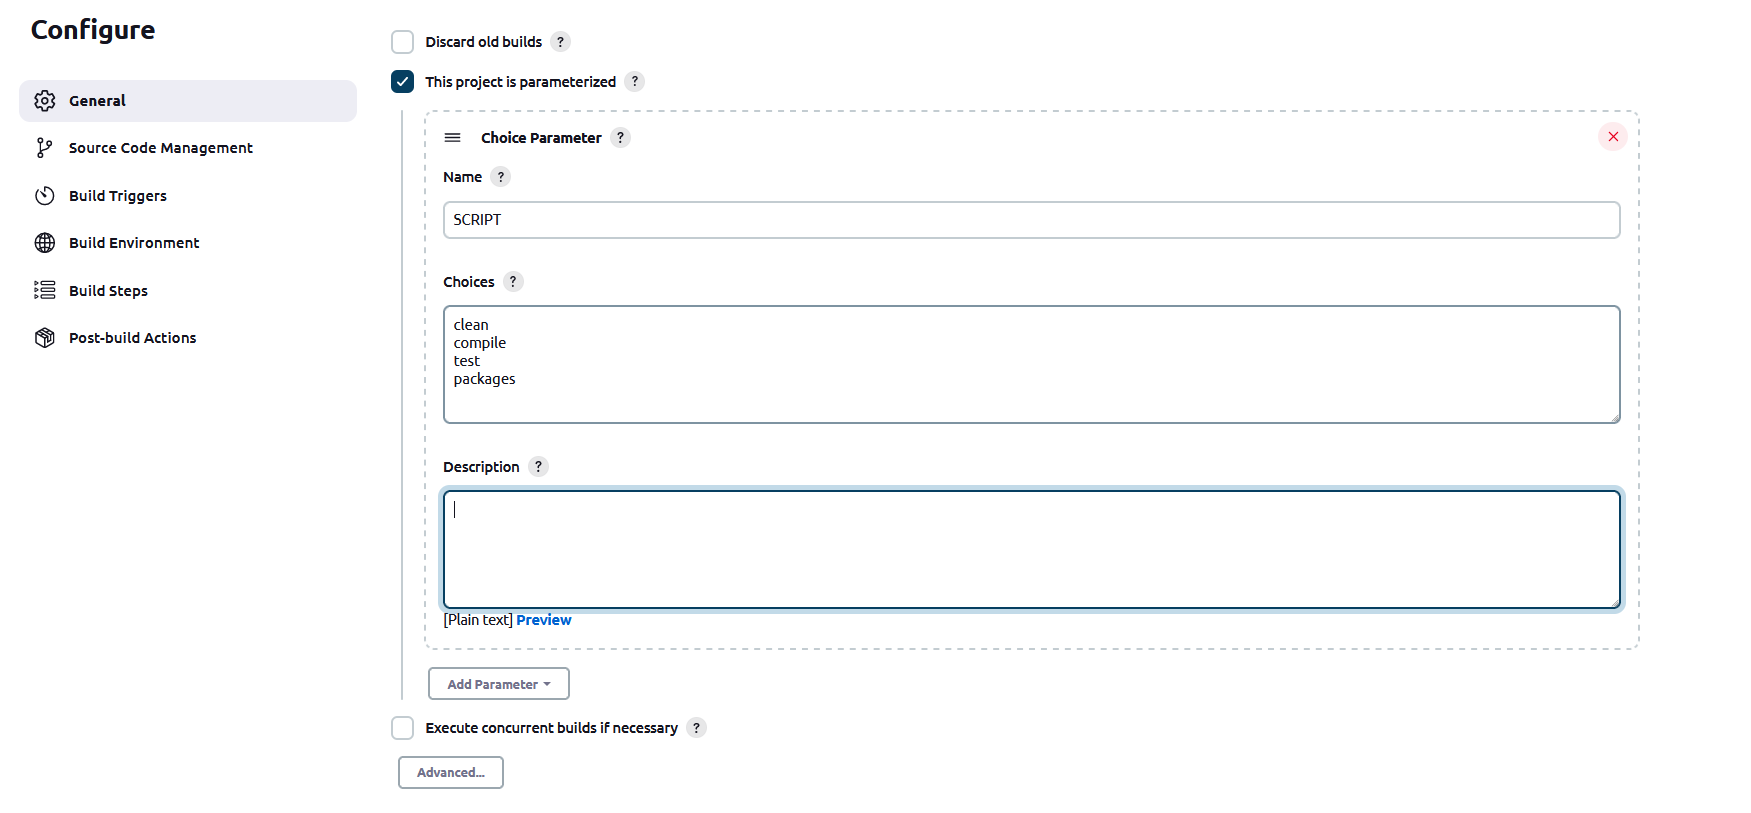 Configure
General
Source Code Management
Build Triggers
Build Environment
Build Steps
Post-build Actions
Discard old builds ?
This project is parameterized ?
Choice Parameter ?
Name ?
SCRIPT
Choices ?
clean
compile
test
packages
Description ?
[Plain text] Preview
Add Parameter
Execute concurrent builds if necessary ?
Advanced...